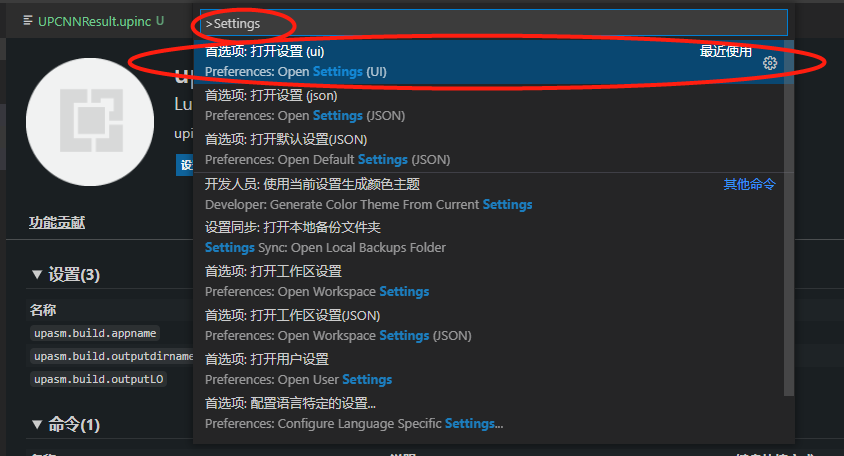 UPCNNResult.upinc U
>Settings
首选项: 打开设置 (ui)
最近使用
Preferences: Open Settings (UI)
首选项: 打开设置 (json)
Preferences: Open Settings (JSON)
首选项: 打开默认设置(JSON)
Preferences: Open Default Settings (JSON)
开发人员: 使用当前设置生成颜色主题
其他命令
Developer: Generate Color Theme From Current Settings
设置同步: 打开本地备份文件夹
Settings Sync: Open Local Backups Folder
首选项: 打开工作区设置
Preferences: Open Workspace Settings
首选项: 打开工作区设置(JSON)
Preferences: Open Workspace Settings (JSON)
首选项: 打开用户设置
Preferences: Open User Settings
首选项: 配置语言特定的设置...
Preferences: Configure Language Specific Settings...
up
Lu
upi
设
功能贡献
设置(3)
名称
upasm.build.appname
upasm.build.outputdirname
upasm.build.outputLO
命令(1)